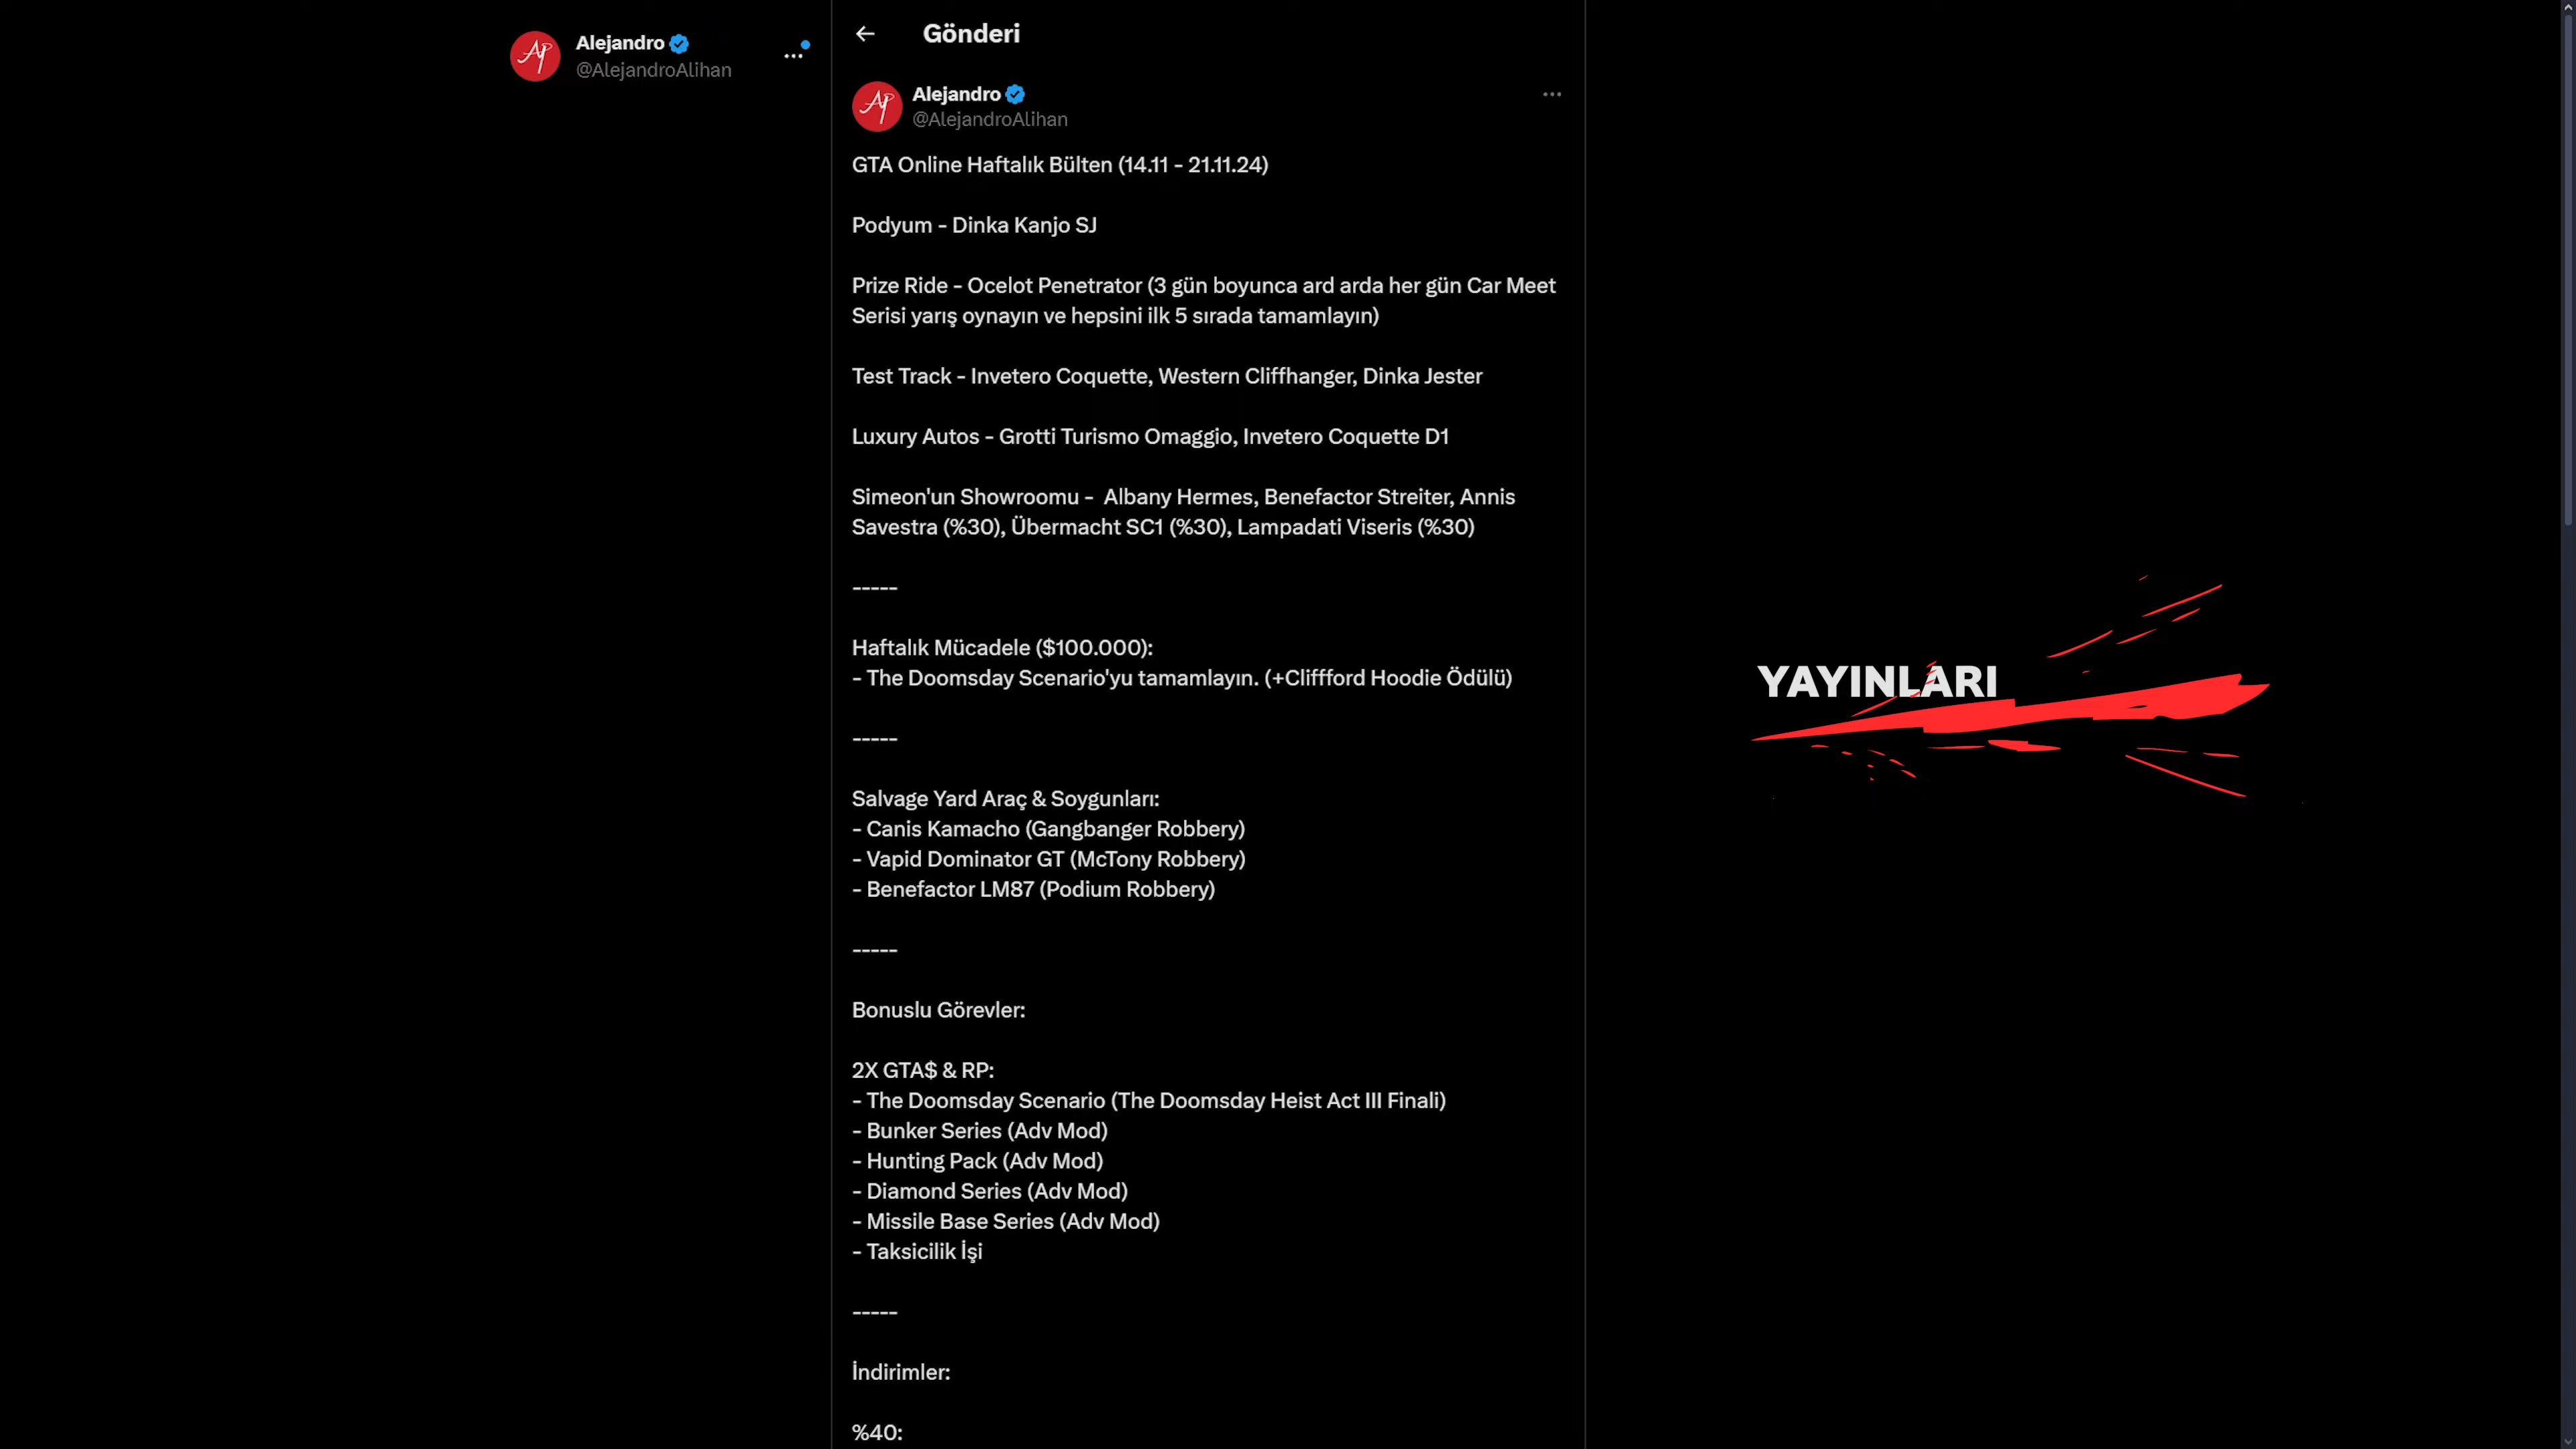 Alejandro
@AlejandroAlihan
Gönderi
Alejandro
@AlejandroAlihan
GTA Online Haftalık Bülten (14.11 - 21.11.24)
Podyum - Dinka Kanjo SJ
Prize Ride - Ocelot Penetrator (3 gün boyunca ard arda her gün Car Meet
Serisi yarış oynayın ve hepsini ilk 5 sırada tamamlayın)
Test Track - Invetero Coquette, Western Cliffhanger, Dinka Jester
Luxury Autos - Grotti Turismo Omaggio, Invetero Coquette D1
Simeon'un Showroomu -  Albany Hermes, Benefactor Streiter, Annis
Savestra (%30), Übermacht SC1 (%30), Lampadati Viseris (%30)
-----
Haftalık Mücadele ($100.000):
- The Doomsday Scenario'yu tamamlayın. (+Cliffford Hoodie Ödülü)
-----
Salvage Yard Araç & Soygunları:
- Canis Kamacho (Gangbanger Robbery)
- Vapid Dominator GT (McTony Robbery)
- Benefactor LM87 (Podium Robbery)
-----
Bonuslu Görevler:
2X GTA$ & RP:
- The Doomsday Scenario (The Doomsday Heist Act III Finali)
- Bunker Series (Adv Mod)
- Hunting Pack (Adv Mod)
- Diamond Series (Adv Mod)
- Missile Base Series (Adv Mod)
- Taksicilik İşi
-----
İndirimler:
%40:
YAYINLARI